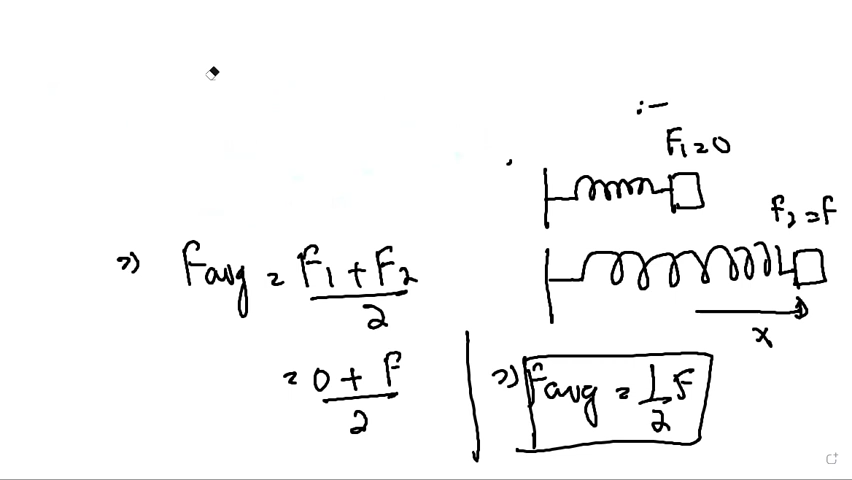 :-
F₁=0
F₂=F
=) Favg = F₁+F₂/2
= 0+F/2
=) Favg = 1/2 F
x